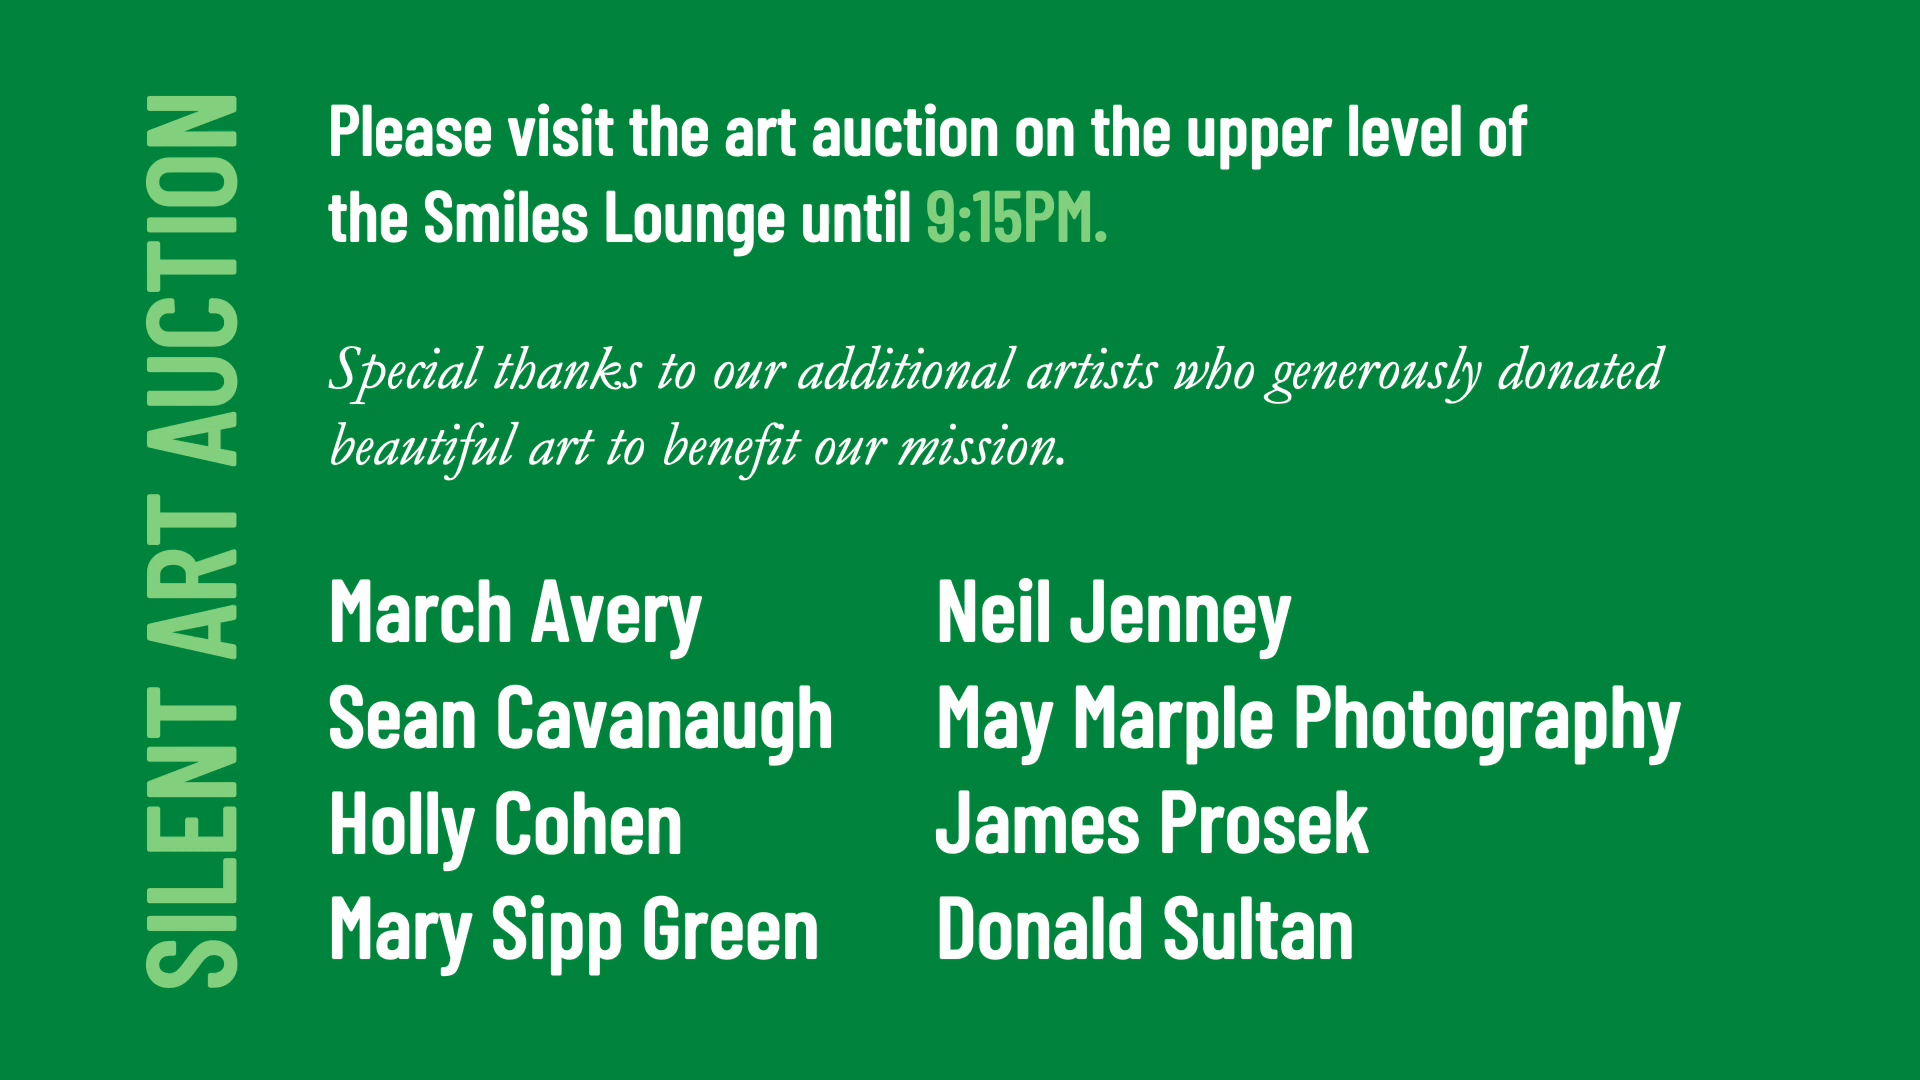 SILENT ART AUCTION
Please visit the art auction on the upper level of
the Smiles Lounge until 9:15PM.
Special thanks to our additional artists who generously donated
beautiful art to benefit our mission.
March Avery
Sean Cavanaugh
Holly Cohen
Mary Sipp Green
Neil Jenney
May Marple Photography
James Prosek
Donald Sultan